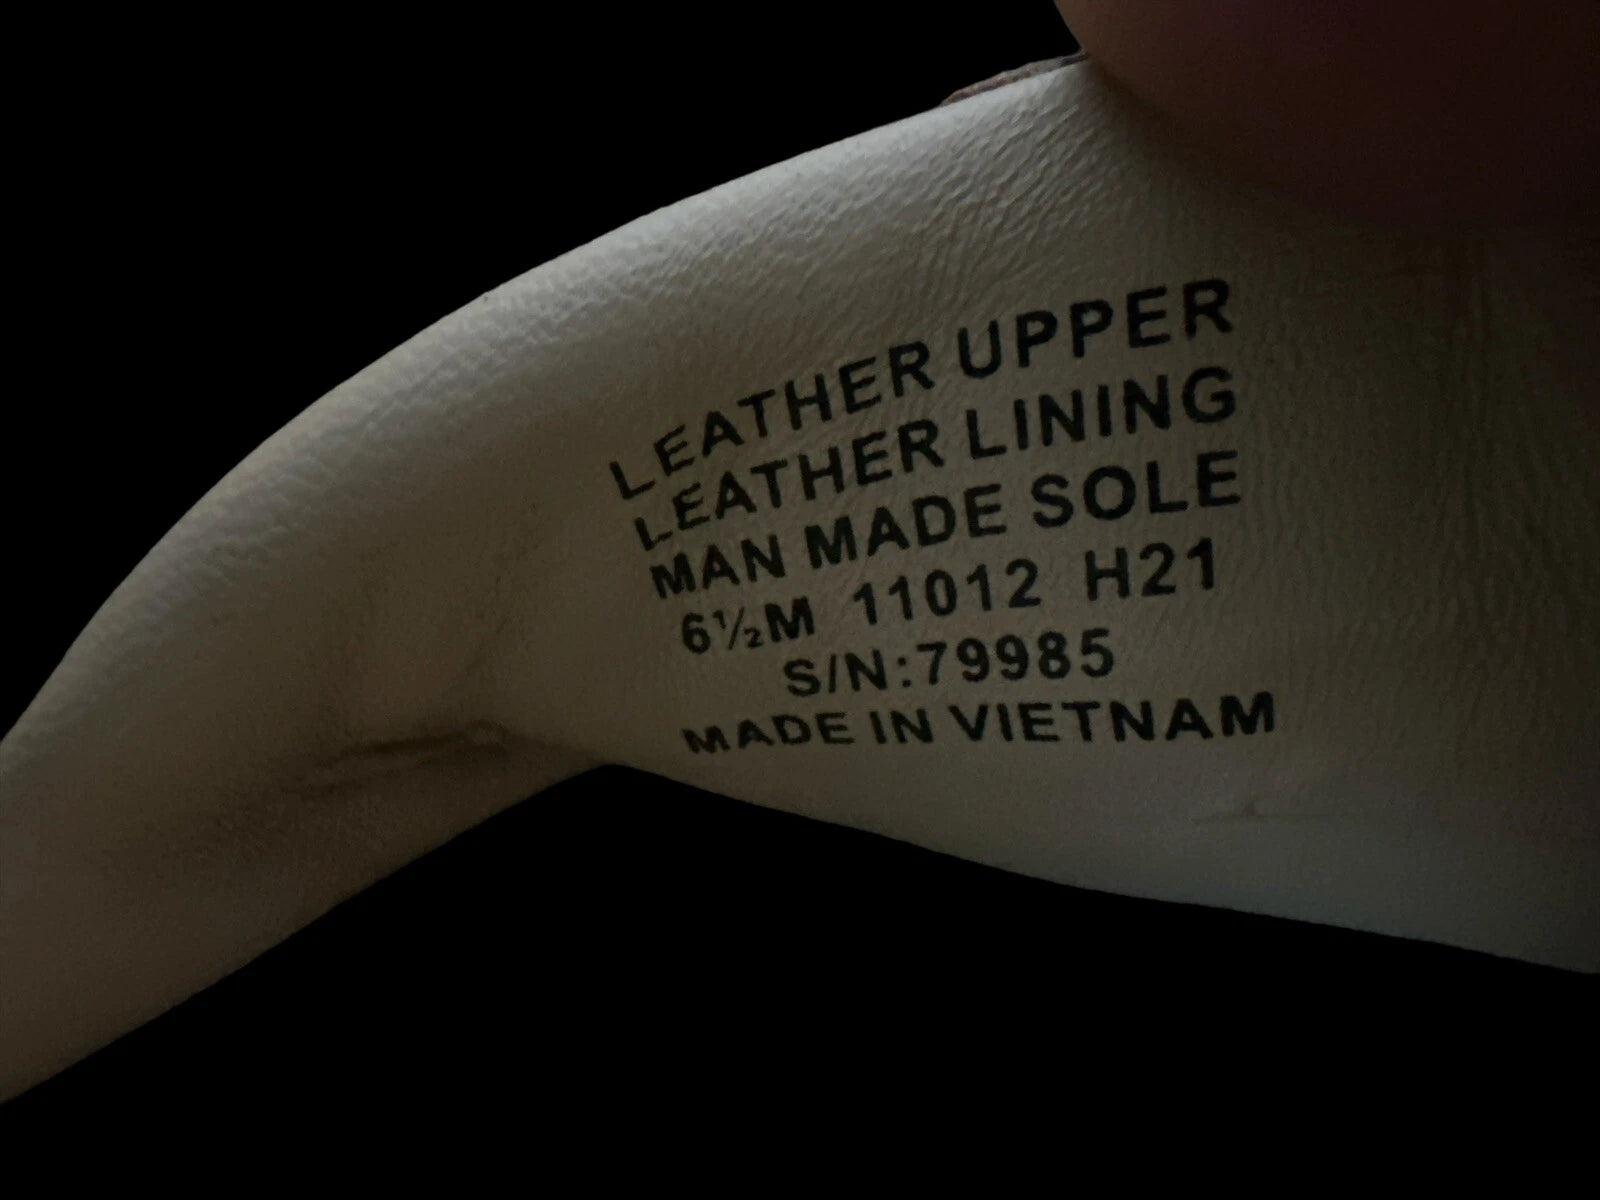 LEATHER UPPER
LEATHER LINING
MAN MADE SOLE
6½M 11012 H21
S/N:79985
MADE IN VIETNAM